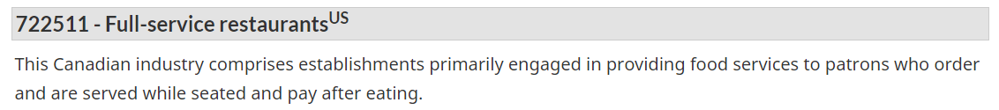 722511 - Full-service restaurantsUS
This Canadian industry comprises establishments primarily engaged in providing food services to patrons who order
and are served while seated and pay after eating.